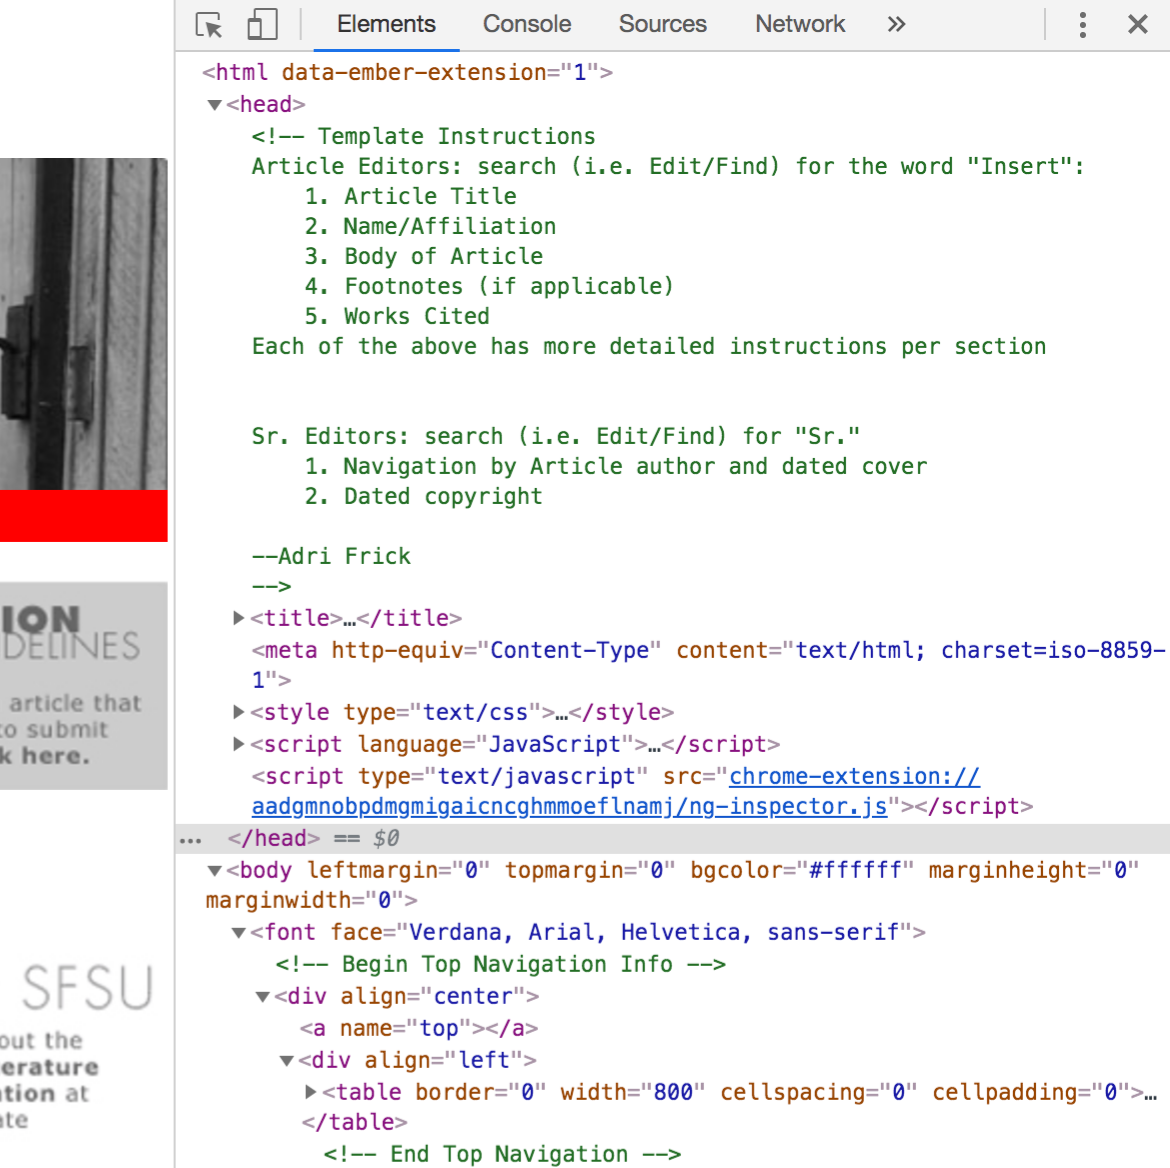 Elements Console Sources Network »
<html data-ember-extension="1">
▼<head>
<!-- Template Instructions
Article Editors: search (i.e. Edit/Find) for the word "Insert":
1. Article Title
2. Name/Affiliation
3. Body of Article
4. Footnotes (if applicable)
5. Works Cited
Each of the above has more detailed instructions per section
Sr. Editors: search (i.e. Edit/Find) for "Sr."
1. Navigation by Article author and dated cover
2. Dated copyright
--Adri Frick
-->
▶<title>…</title>
<meta http-equiv="Content-Type" content="text/html; charset=iso-8859-
1">
▶<style type="text/css">…</style>
▶<script language="JavaScript">…</script>
<script type="text/javascript" src="chrome-extension://
aadgmnobpdmgmigaicncghmmoeflnamj/ng-inspector.js"></script>
... </head> == $0
▼<body leftmargin="0" topmargin="0" bgcolor="#ffffff" marginheight="0"
marginwidth="0">
▼<font face="Verdana, Arial, Helvetica, sans-serif">
<!-- Begin Top Navigation Info -->
▼<div align="center">
<a name="top"></a>
▼<div align="left">
▶<table border="0" width="800" cellspacing="0" cellpadding="0">…
</table>
<!-- End Top Navigation -->
ION
DELINES
article that
to submit
k here.
SFSU
out the
erature
ation at
ate